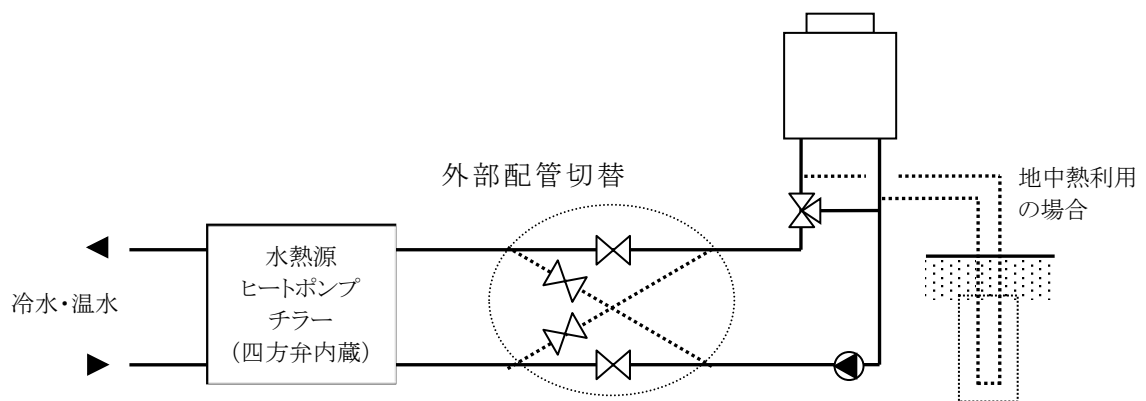 外部配管切替
地中熱利用
の場合
水熱源
ヒートポンプ
チラー
(四方弁内蔵)
冷水・温水